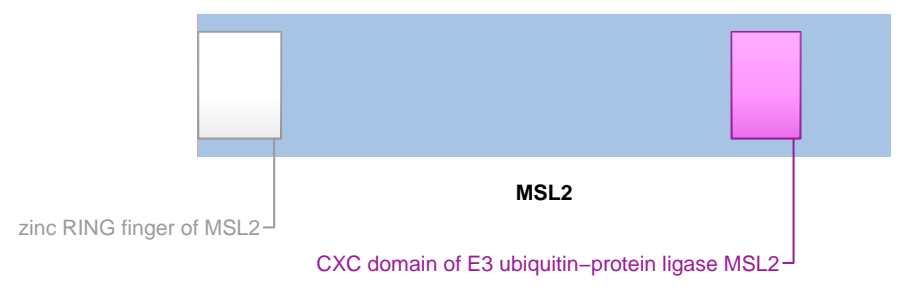 MSL2
zinc RING finger of MSL2
CXC domain of E3 ubiquitin−protein ligase MSL2